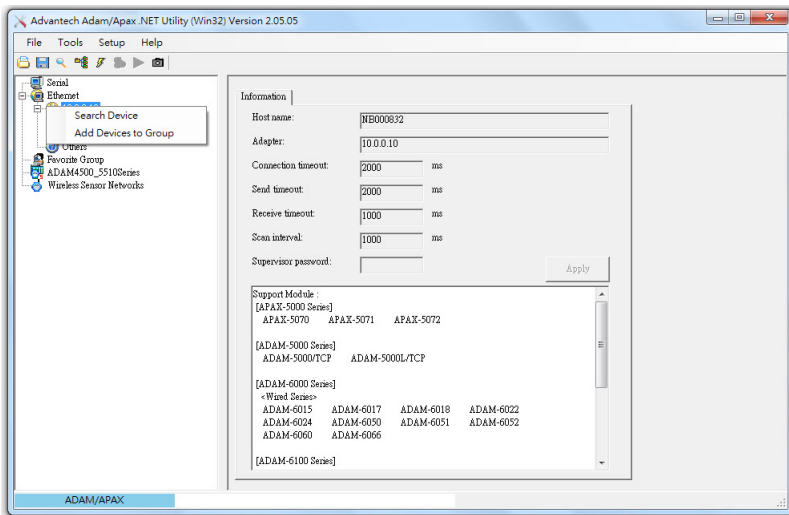 Advantech Adam/Apax .NET Utility (Win32) Version 2.05.05
File Tools Setup Help
Serial
Ethernet
Search Device
Add Devices to Group
Others
Favorite Group
ADAM4500_5510Series
Wireless Sensor Networks
Information
Host name: NB000832
Adapter: 10.0.0.10
Connection timeout: 2000 ms
Send timeout: 2000 ms
Receive timeout: 1000 ms
Scan interval: 1000 ms
Supervisor password:
Apply
Support Module :
[APAX-5000 Series]
APAX-5070 APAX-5071 APAX-5072
[ADAM-5000 Series]
ADAM-5000/TCP ADAM-5000L/TCP
[ADAM-6000 Series]
<Wired Series>
ADAM-6015 ADAM-6017 ADAM-6018 ADAM-6022
ADAM-6024 ADAM-6050 ADAM-6051 ADAM-6052
ADAM-6060 ADAM-6066
[ADAM-6100 Series]
ADAM/APAX